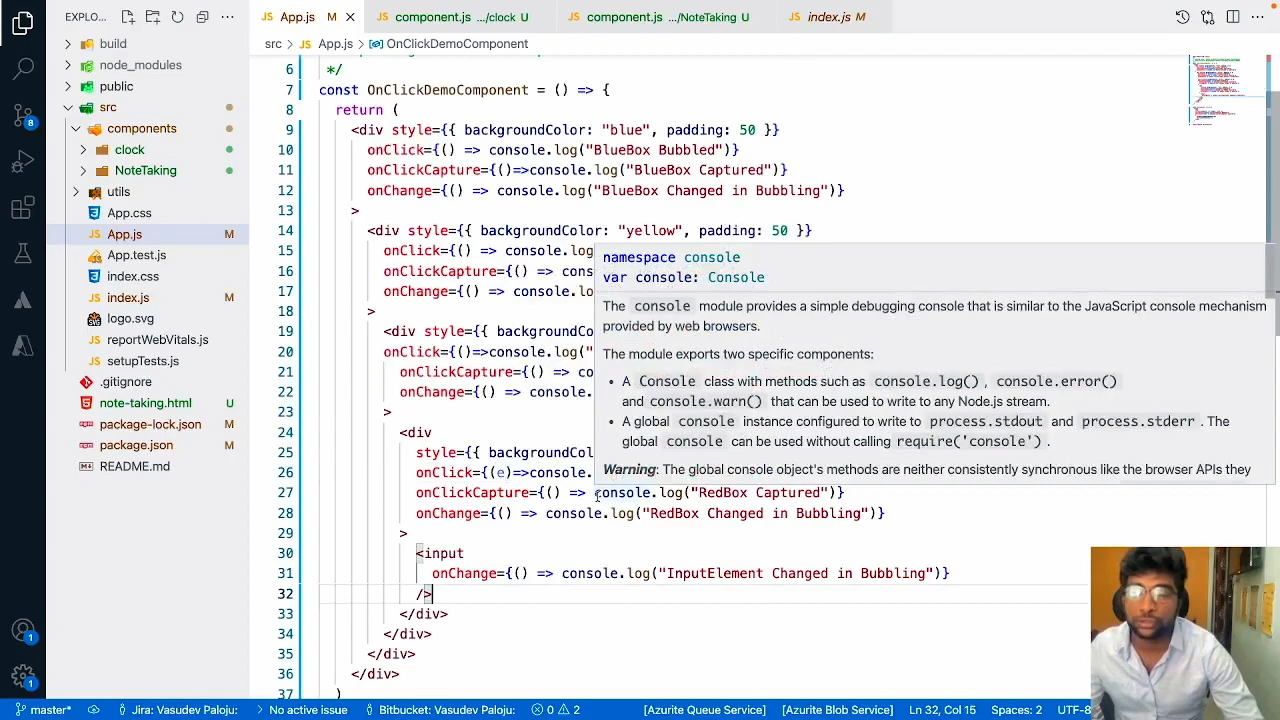 EXPLO...
App.js M
component.js .../clock U
component.js .../NoteTaking U
index.js M
src > App.js > OnClickDemoComponent
build
node_modules
public
src
components
clock
NoteTaking
utils
App.css
App.js M
App.test.js
index.css
index.js M
logo.svg
reportWebVitals.js
setupTests.js
.gitignore
note-taking.html U
package-lock.json M
package.json M
README.md
8
1
1
6 */
7 const OnClickDemoComponent = () => {
8 return (
9 <div style={{ backgroundColor: "blue", padding: 50 }}
10 onClick={() => console.log("BlueBox Bubbled")}
11 onClickCapture={()=>console.log("BlueBox Captured")}
12 onChange={() => console.log("BlueBox Changed in Bubbling")}
13 >
14 <div style={{ backgroundColor: "yellow", padding: 50 }}
15 onClick={() => console.log
16 onClickCapture={() => cons
17 onChange={() => console.lo
18 >
19 <div style={{ backgroundCo
20 onClick={()=>console.log("
21 onClickCapture={() => co
22 onChange={() => console.
23 >
24 <div
25 style={{ backgroundCol
26 onClick={(e)=>console.
27 onClickCapture={() => console.log("RedBox Captured")}
28 onChange={() => console.log("RedBox Changed in Bubbling")}
29 >
30 <input
31 onChange={() => console.log("InputElement Changed in Bubbling")}
32 />
33 </div>
34 </div>
35 </div>
36 </div>
37 )
namespace console
var console: Console
The console module provides a simple debugging console that is similar to the JavaScript console mechanism
provided by web browsers.
The module exports two specific components:
• A Console class with methods such as console.log(), console.error()
and console.warn() that can be used to write to any Node.js stream.
• A global console instance configured to write to process.stdout and process.stderr. The
global console can be used without calling require('console').
Warning: The global console object's methods are neither consistently synchronous like the browser APIs they
master* Jira: Vasudev Paloju: > No active issue Bitbucket: Vasudev Paloju: 0 2 [Azurite Queue Service] [Azurite Blob Service] Ln 32, Col 15 Spaces: 2 UTF-8